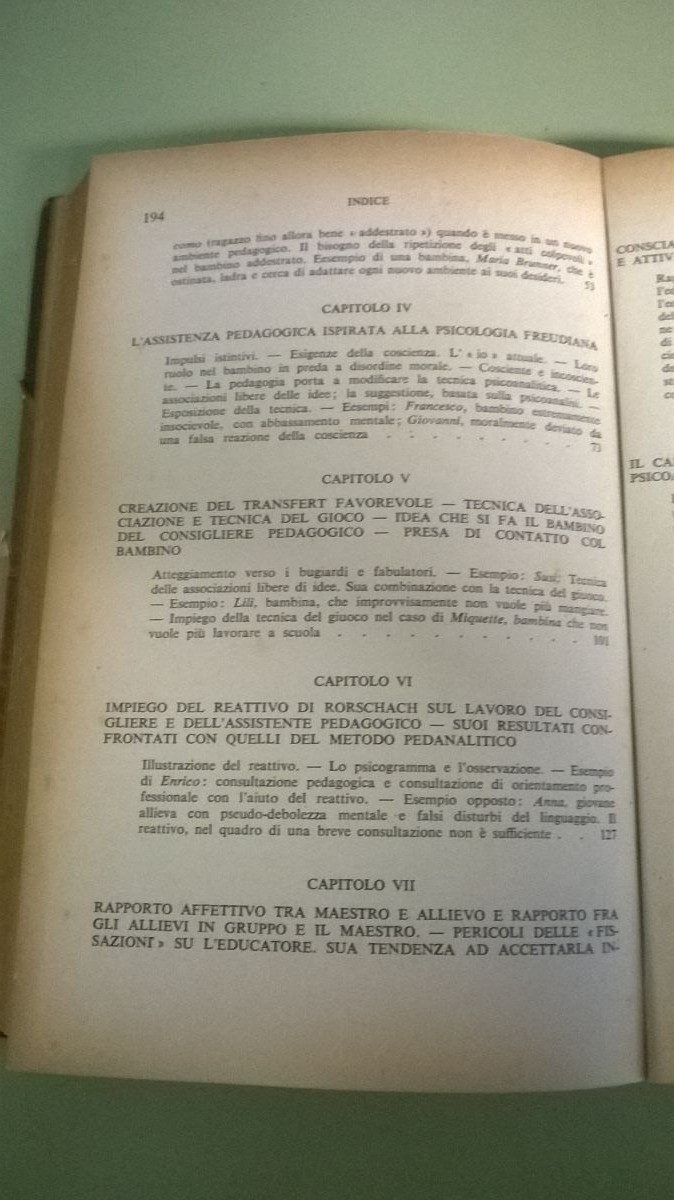 194
INDICE
como (ragazzo fino allora bene « addestrato ») quando è messo in un nuovo
ambiente pedagogico. Il bisogno della ripetizione degli « atti colpevoli »
nel bambino addestrato. Eesempio di una bambina, Maria Brunner, che è
ostinata, ladra e cerca di adattare ogni nuovo ambiente ai suoi desideri. 53
CAPITOLO IV
L'ASSISTENZA PEDAGOGICA ISPIRATA ALLA PSICOLOGIA FREUDIANA
Impulsi istintivi. — Esigenze della coscienza. L' « io » attuale. — Loro
ruolo nel bambino in preda a disordine morale. — Cosciente e incoscien-
te. — La pedagogia porta a modificare la tecnica psicoanalitica. — Le
associazioni libere delle idee; la suggestione, basata sulla psicoanalisi. —
Esposizione della tecnica. — Eesempi: Francesco, bambino estremamente
insocievole, con abbassamento mentale; Giovanni, moralmente deviato da
una falsa reazione della coscienza . . . . . . . . . 73
CAPITOLO V
CREAZIONE DEL TRANSFERT FAVOREVOLE — TECNICA DELL'ASSO-
CIAZIONE E TECNICA DEL GIOCO — IDEA CHE SI FA IL BAMBINO
DEL CONSIGLIERE PEDAGOGICO — PRESA DI CONTATTO COL
BAMBINO
Atteggiamento verso i bugiardi e fabulatori. — Esempio: Susi: Tecnica
delle associazioni libere di idee. Sua combinazione con la tecnica del giuoco.
— Esempio: Lilì, bambina, che improvvisamente non vuole più mangiare.
— Impiego della tecnica del giuoco nel caso di Miquette, bambina che non
vuole più lavorare a scuola . . . . . . . . . . . 101
CAPITOLO VI
IMPIEGO DEL REATTIVO DI RORSCHACH SUL LAVORO DEL CONSI-
GLIERE E DELL'ASSISTENTE PEDAGOGICO — SUOI RESULTATI CON-
FRONTATI CON QUELLI DEL METODO PEDANALITICO
Illustrazione del reattivo. — Lo psicogramma e l'osservazione. — Esempio
di Enrico: consultazione pedagogica e consultazione di orientamento pro-
fessionale con l'aiuto del reattivo. — Esempio opposto: Anna, giovane
allieva con pseudo-debolezza mentale e falsi disturbi del linguaggio. Il
reattivo, nel quadro di una breve consultazione non è sufficiente . . 127
CAPITOLO VII
RAPPORTO AFFETTIVO TRA MAESTRO E ALLIEVO E RAPPORTO FRA
GLI ALLIEVI IN GRUPPO E IL MAESTRO. — PERICOLI DELLE «FIS-
SAZIONI» SU L'EDUCATORE. SUA TENDENZA AD ACCETTARLA IN-
CONSCIA
E ATTIV
IL CA
PSICO